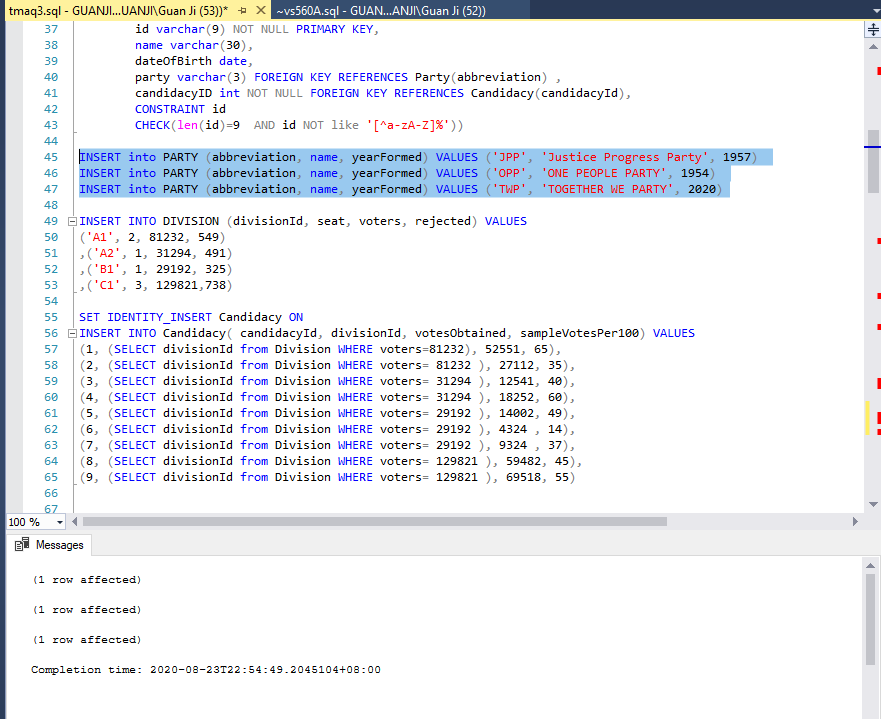 tmaq3.sql - GUANJI...UANJI\Guan Ji (53))*
~vs560A.sql - GUAN...ANJI\Guan Ji (52))
37 id varchar(9) NOT NULL PRIMARY KEY,
38 name varchar(30),
39 dateOfBirth date,
40 party varchar(3) FOREIGN KEY REFERENCES Party(abbreviation) ,
41 candidacyID int NOT NULL FOREIGN KEY REFERENCES Candidacy(candidacyId),
42 CONSTRAINT id
43 CHECK(len(id)=9  AND id NOT like '[^a-zA-Z]%'))
44
45 INSERT into PARTY (abbreviation, name, yearFormed) VALUES ('JPP', 'Justice Progress Party', 1957)
46 INSERT into PARTY (abbreviation, name, yearFormed) VALUES ('OPP', 'ONE PEOPLE PARTY', 1954)
47 INSERT into PARTY (abbreviation, name, yearFormed) VALUES ('TWP', 'TOGETHER WE PARTY', 2020)
48
49 INSERT INTO DIVISION (divisionId, seat, voters, rejected) VALUES
50 ('A1', 2, 81232, 549)
51 ,('A2', 1, 31294, 491)
52 ,('B1', 1, 29192, 325)
53 ,('C1', 3, 129821,738)
54
55 SET IDENTITY_INSERT Candidacy ON
56 INSERT INTO Candidacy( candidacyId, divisionId, votesObtained, sampleVotesPer100) VALUES
57 (1, (SELECT divisionId from Division WHERE voters=81232), 52551, 65),
58 (2, (SELECT divisionId from Division WHERE voters= 81232 ), 27112, 35),
59 (3, (SELECT divisionId from Division WHERE voters= 31294 ), 12541, 40),
60 (4, (SELECT divisionId from Division WHERE voters= 31294 ), 18252, 60),
61 (5, (SELECT divisionId from Division WHERE voters= 29192 ), 14002, 49),
62 (6, (SELECT divisionId from Division WHERE voters= 29192 ), 4324 , 14),
63 (7, (SELECT divisionId from Division WHERE voters= 29192 ), 9324 , 37),
64 (8, (SELECT divisionId from Division WHERE voters= 129821 ), 59482, 45),
65 (9, (SELECT divisionId from Division WHERE voters= 129821 ), 69518, 55)
66
67
100 %
Messages
(1 row affected)
(1 row affected)
(1 row affected)
Completion time: 2020-08-23T22:54:49.2045104+08:00